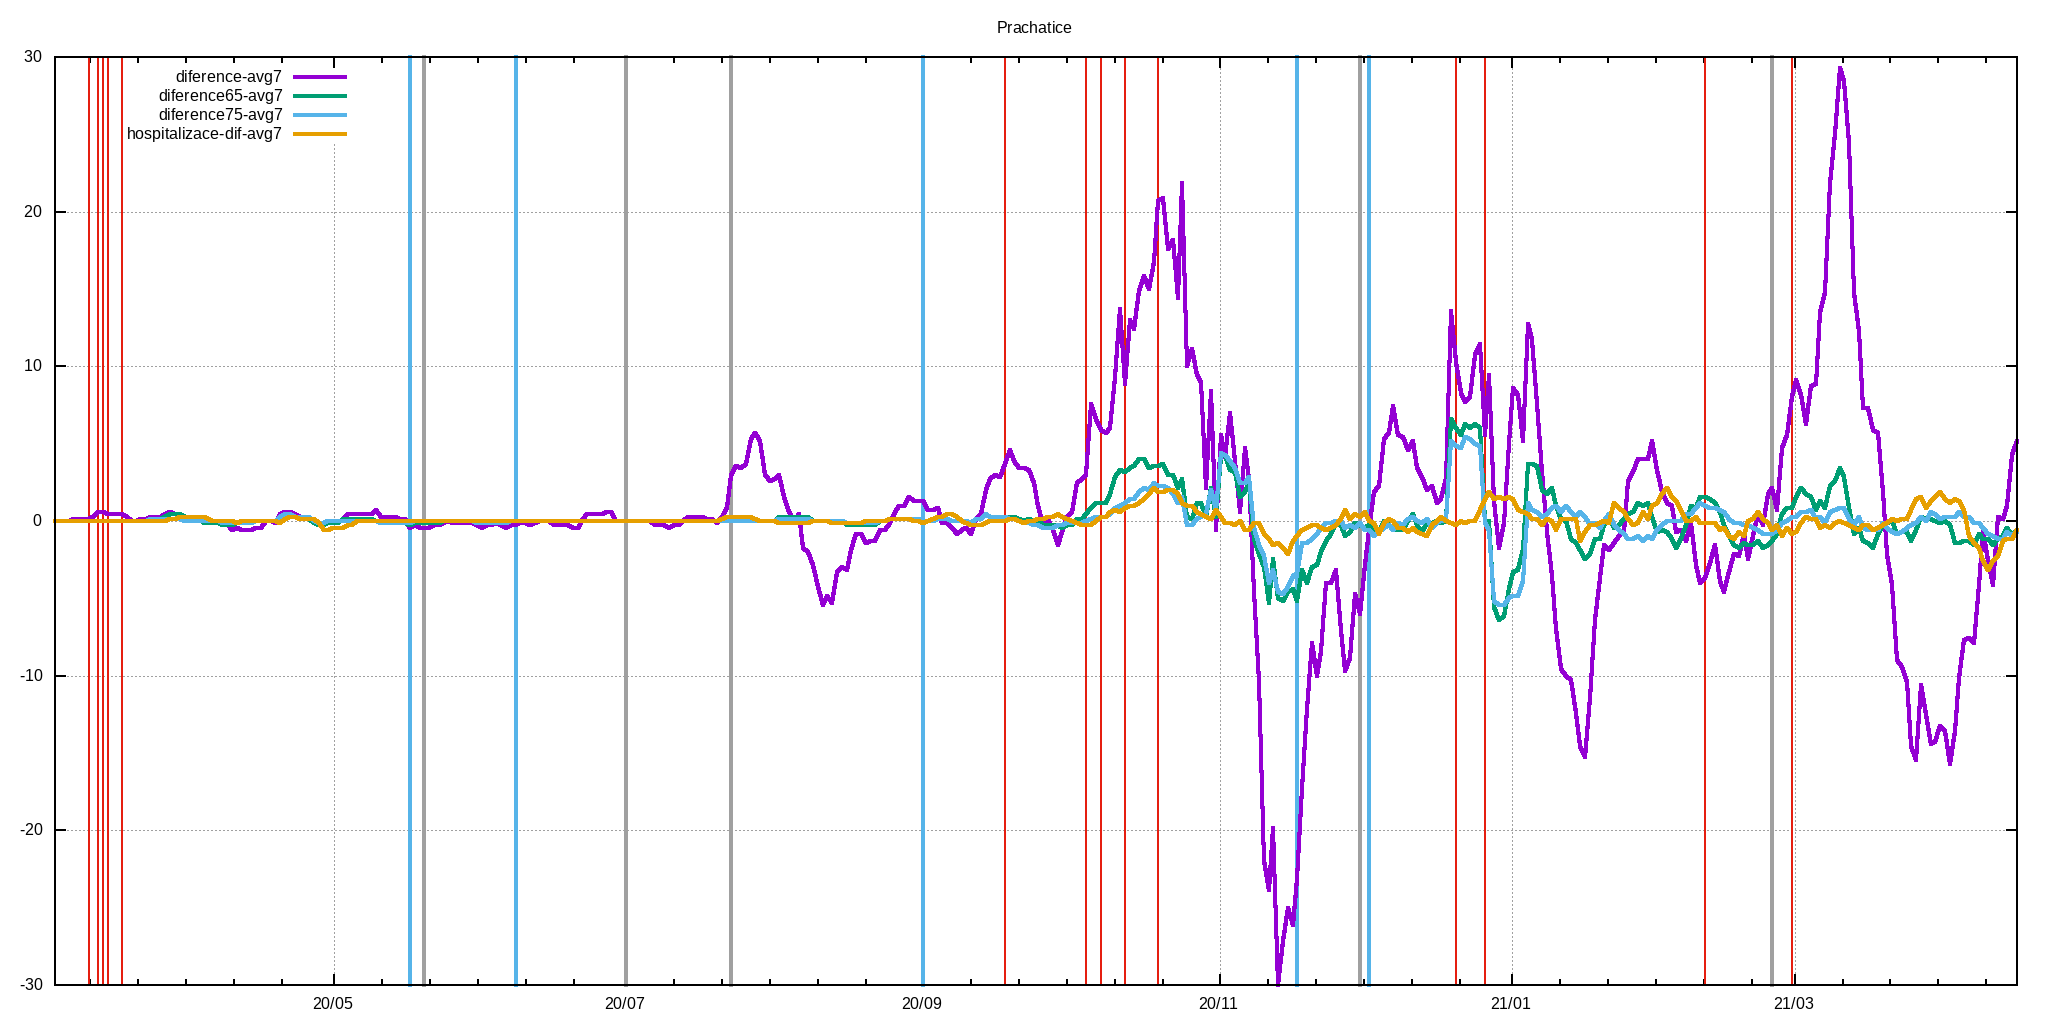 Prachatice
30
diference-avg7
diference65-avg7
diference75-avg7
hospitalizace-dif-avg7
20
10
0
-10
-20
-30
20/05 20/07 20/09 20/11 21/01 21/03